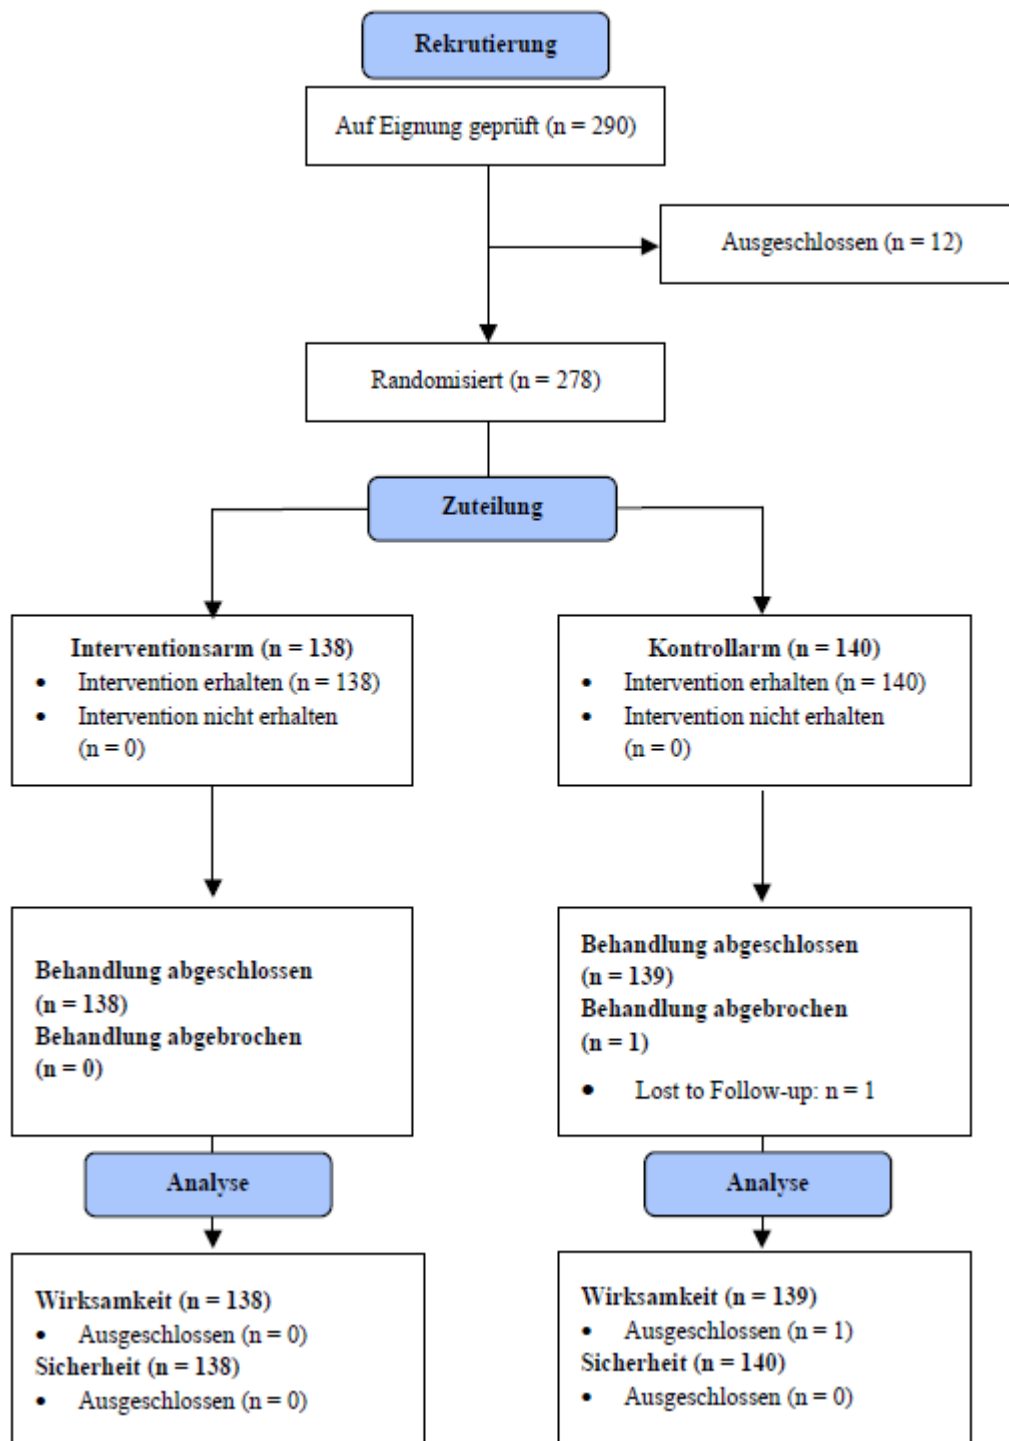 Rekrutierung
Auf Eignung geprüft (n = 290)
Ausgeschlossen (n = 12)
Randomisiert (n = 278)
Zuteilung
Interventionsarm (n = 138)
• Intervention erhalten (n = 138)
• Intervention nicht erhalten
(n = 0)
Kontrollarm (n = 140)
• Intervention erhalten (n = 140)
• Intervention nicht erhalten
(n = 0)
Behandlung abgeschlossen
(n = 138)
Behandlung abgebrochen
(n = 0)
Behandlung abgeschlossen
(n = 139)
Behandlung abgebrochen
(n = 1)
• Lost to Follow-up: n = 1
Analyse
Analyse
Wirksamkeit (n = 138)
• Ausgeschlossen (n = 0)
Sicherheit (n = 138)
• Ausgeschlossen (n = 0)
Wirksamkeit (n = 139)
• Ausgeschlossen (n = 1)
Sicherheit (n = 140)
• Ausgeschlossen (n = 0)